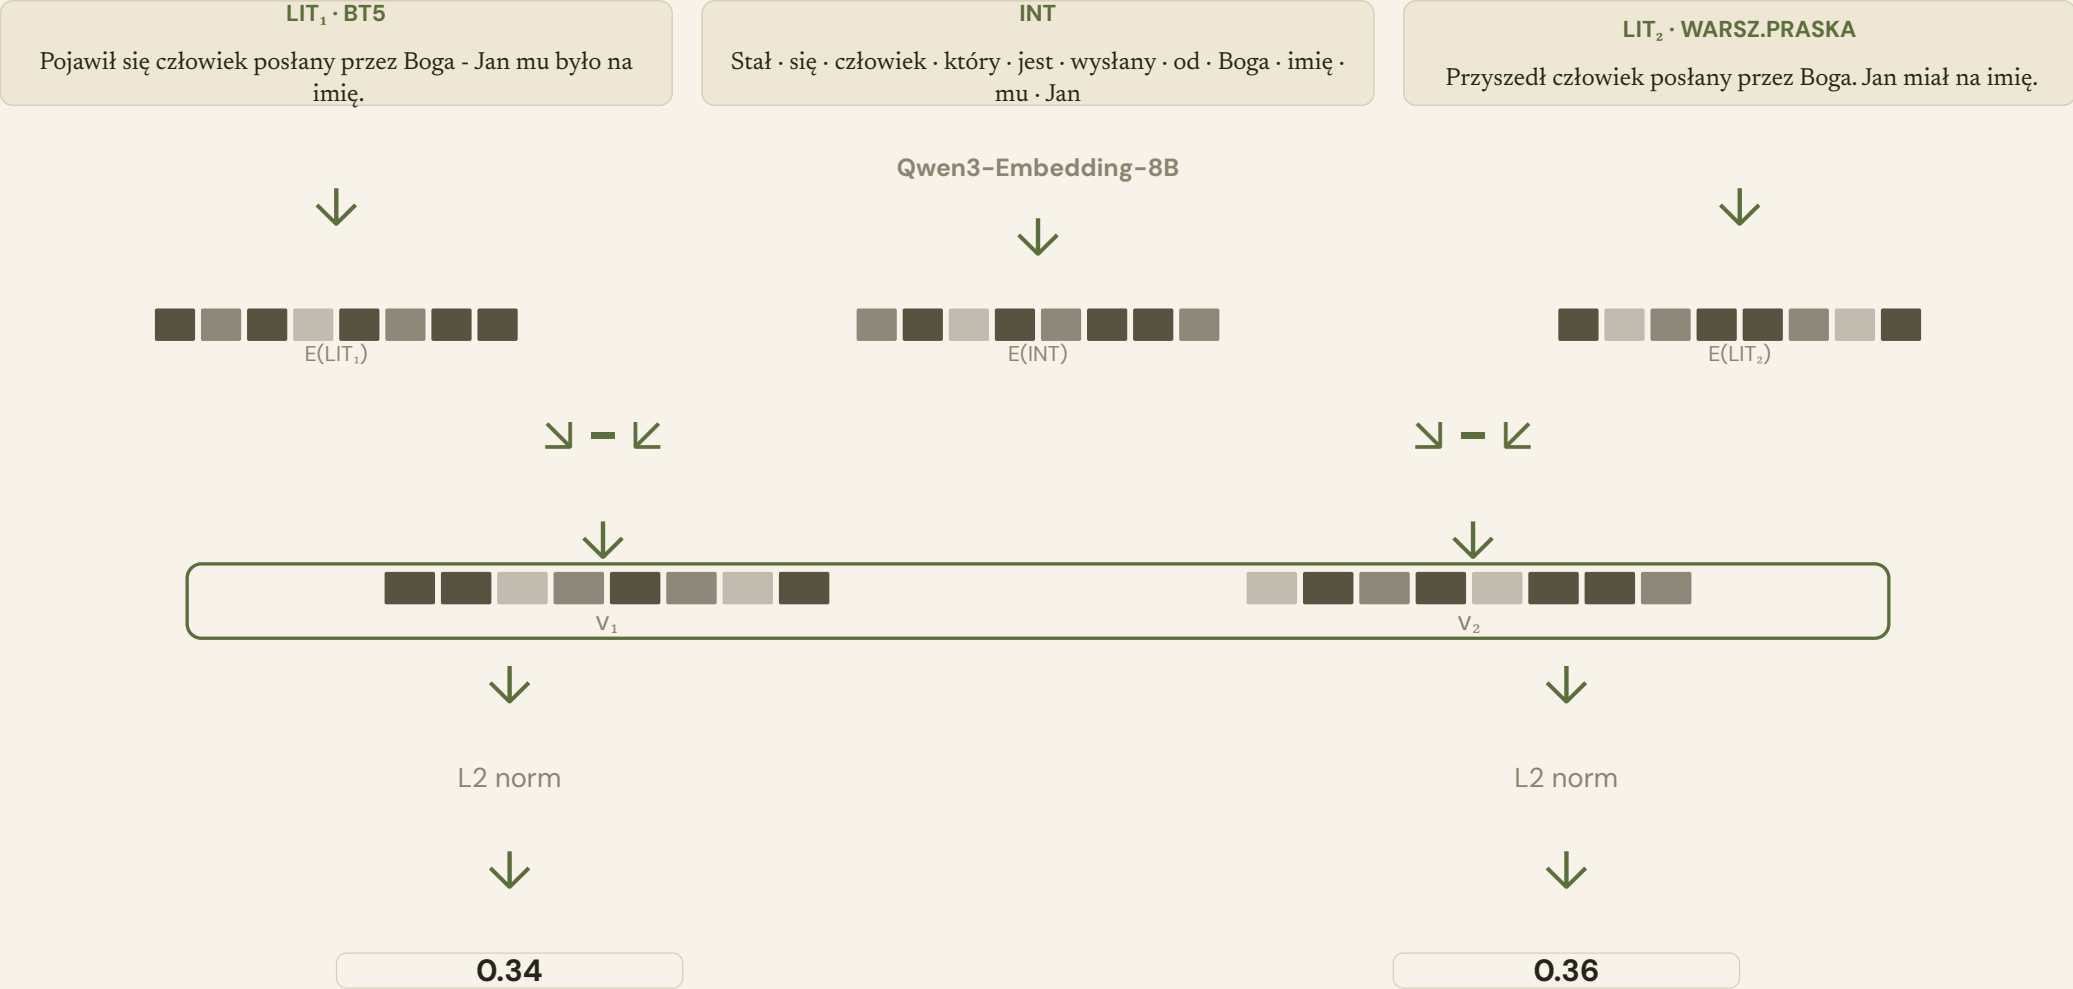 LIT₁ · BT5
Pojawił się człowiek posłany przez Boga - Jan mu było na
imię.
INT
Stał · się · człowiek · który · jest · wysłany · od · Boga · imię ·
mu · Jan
LIT₂ · WARSZ.PRASKA
Przyszedł człowiek posłany przez Boga. Jan miał na imię.
Qwen3-Embedding-8B
E(LIT₁)
E(INT)
E(LIT₂)
V₁
V₂
L2 norm
L2 norm
0.34
0.36